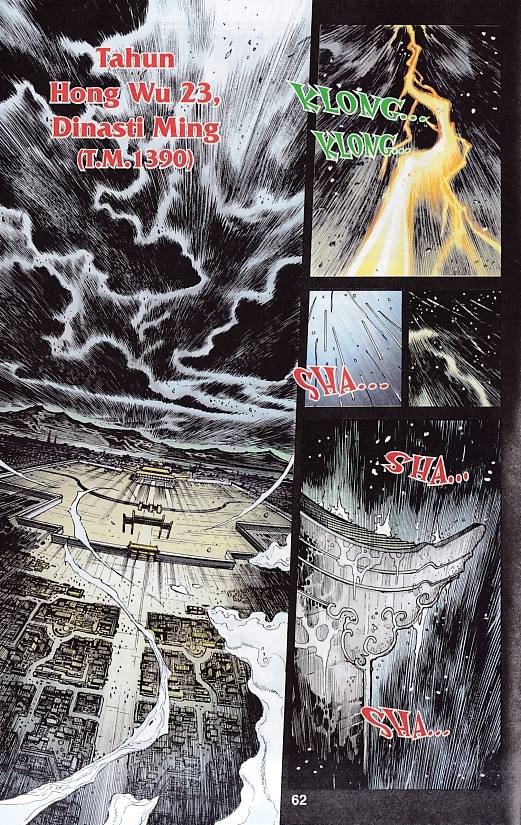 Tahun
Hong Wu 23,
Dinasti Ming
(T.M.1390)
KLONG...
KLONG...
SHA...
SHA...
SHA...
62